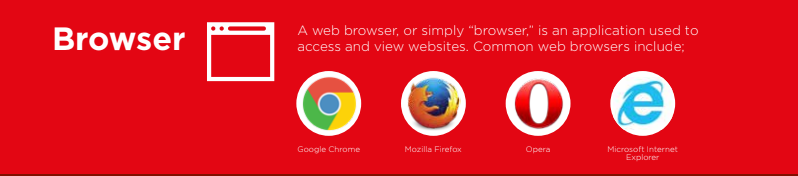 Browser
A web browser, or simply “browser,” is an application used to
access and view websites. Common web browsers include;
Google Chrome
Mozilla Firefox
Opera
Microsoft Internet
Explorer